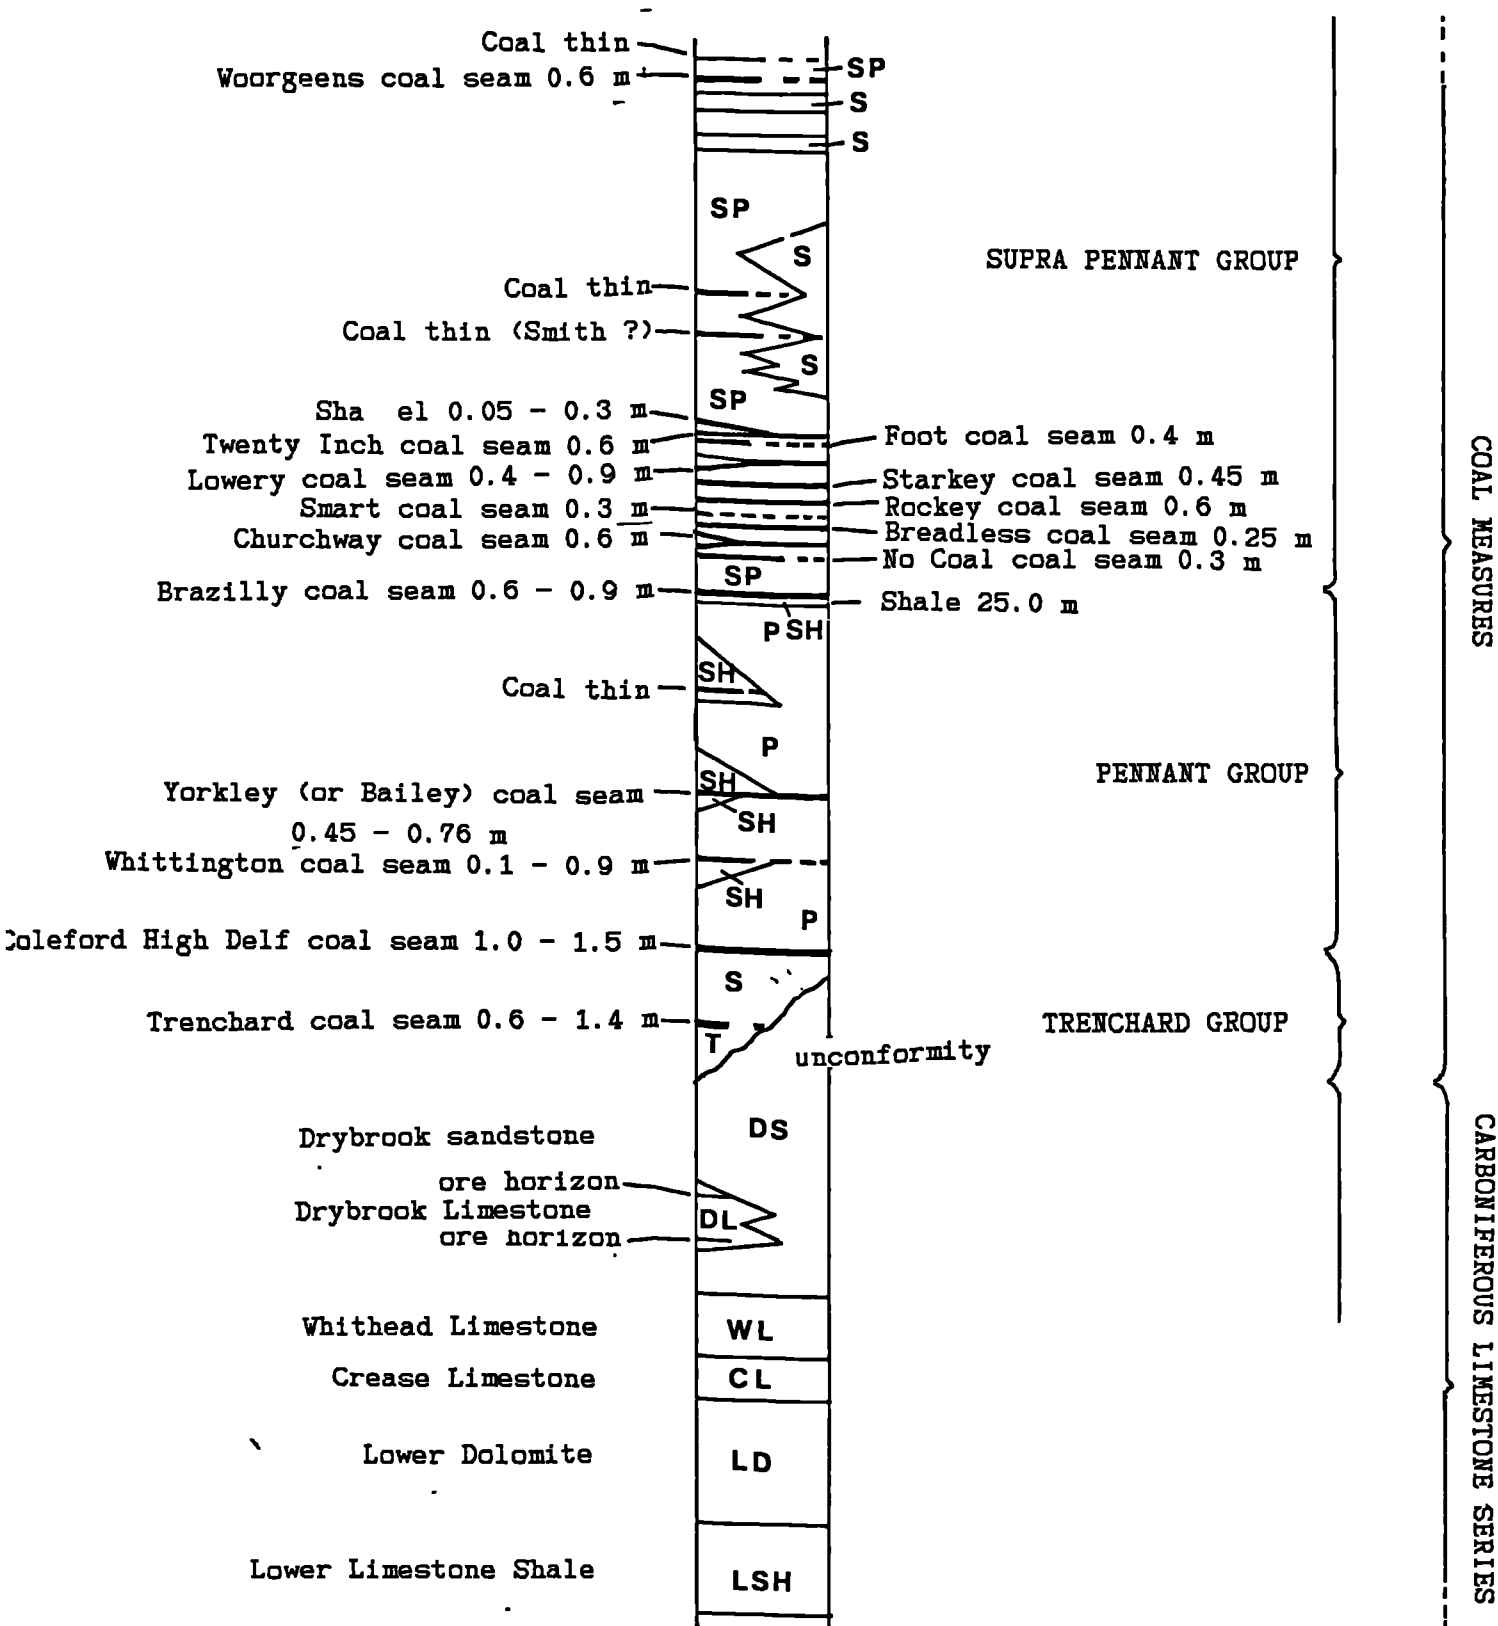 Coal thin
Woorgeens coal seam 0.6 m
SP
S
S
SP
S
SUPRA PENNANT GROUP
Coal thin
Coal thin (Smith ?)
S
SP
Sha el 0.05 - 0.3 m
Twenty Inch coal seam 0.6 m
Foot coal seam 0.4 m
Lowery coal seam 0.4 - 0.9 m
Starkey coal seam 0.45 m
Smart coal seam 0.3 m
Rockey coal seam 0.6 m
Churchway coal seam 0.6 m
Breadless coal seam 0.25 m
No Coal coal seam 0.3 m
SP
Brazilly coal seam 0.6 - 0.9 m
Shale 25.0 m
P SH
SH
Coal thin
P
PENNANT GROUP
SH
Yorkley (or Bailey) coal seam
0.45 - 0.76 m
SH
Whittington coal seam 0.1 - 0.9 m
SH
P
High Delf coal seam 1.0 - 1.5 m
S
Trenchard coal seam 0.6 - 1.4 m
TRENCHARD GROUP
T
unconformity
DS
Drybrook sandstone
ore horizon
Drybrook Limestone
DL
ore horizon
Whithead Limestone
WL
Crease Limestone
CL
Lower Dolomite
LD
Lower Limestone Shale
LSH
COAL MEASURES
CARBONIFEROUS LIMESTONE SERIES